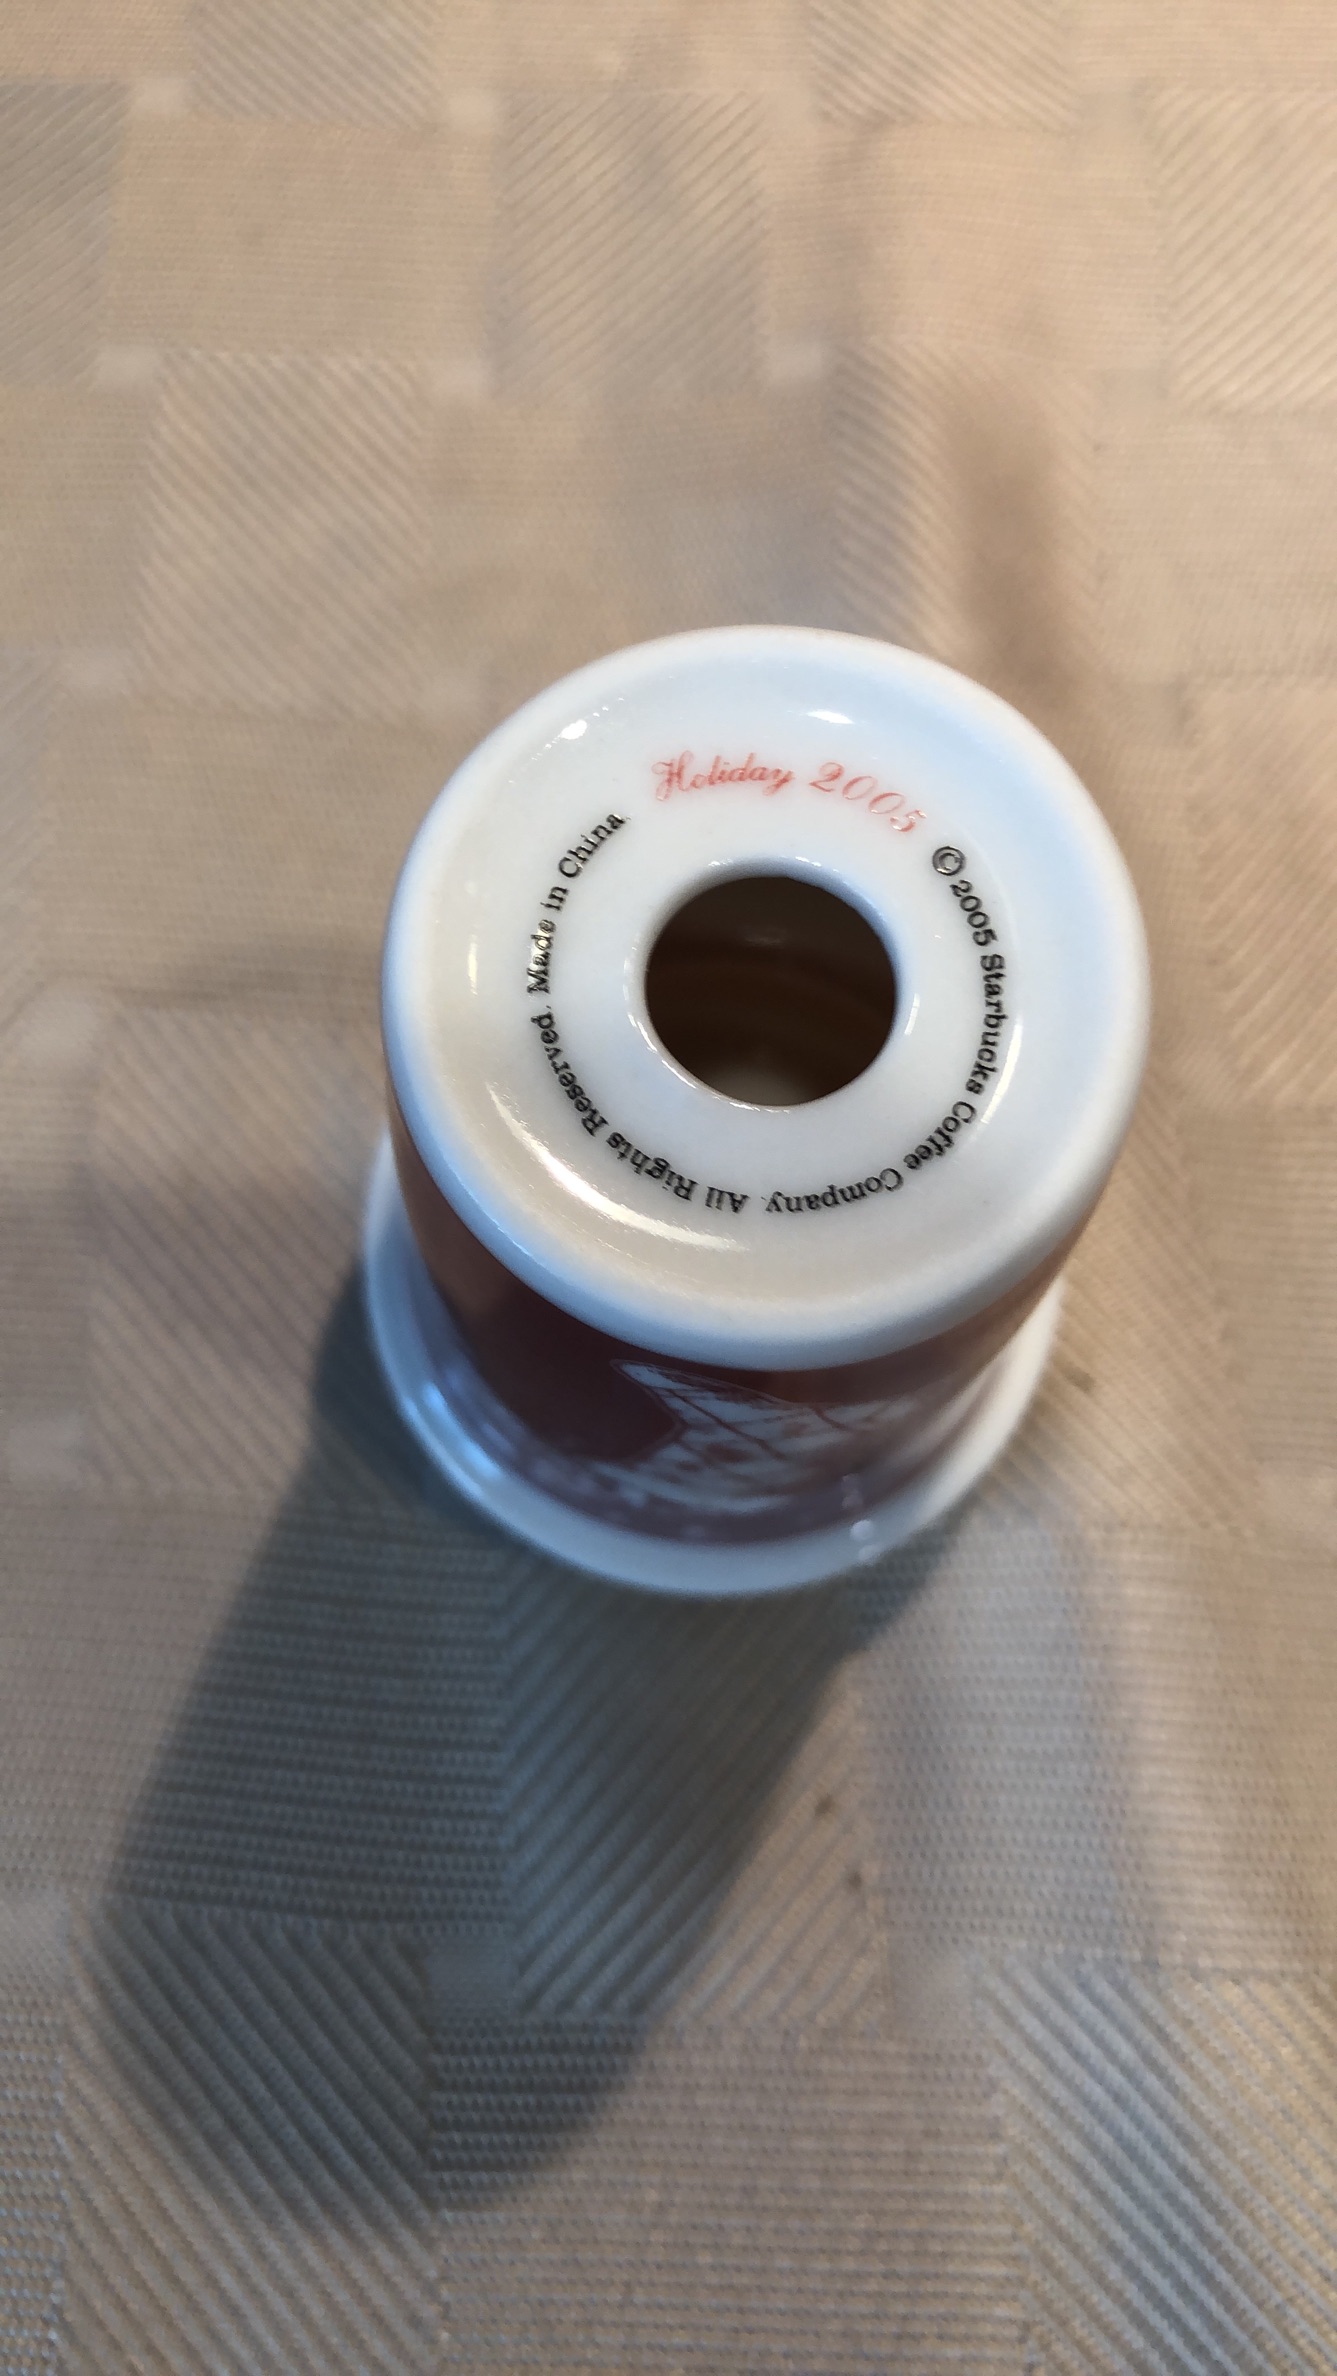 Holiday 2005
© 2005 Starbucks Coffee Company. All Rights Reserved. Made in China